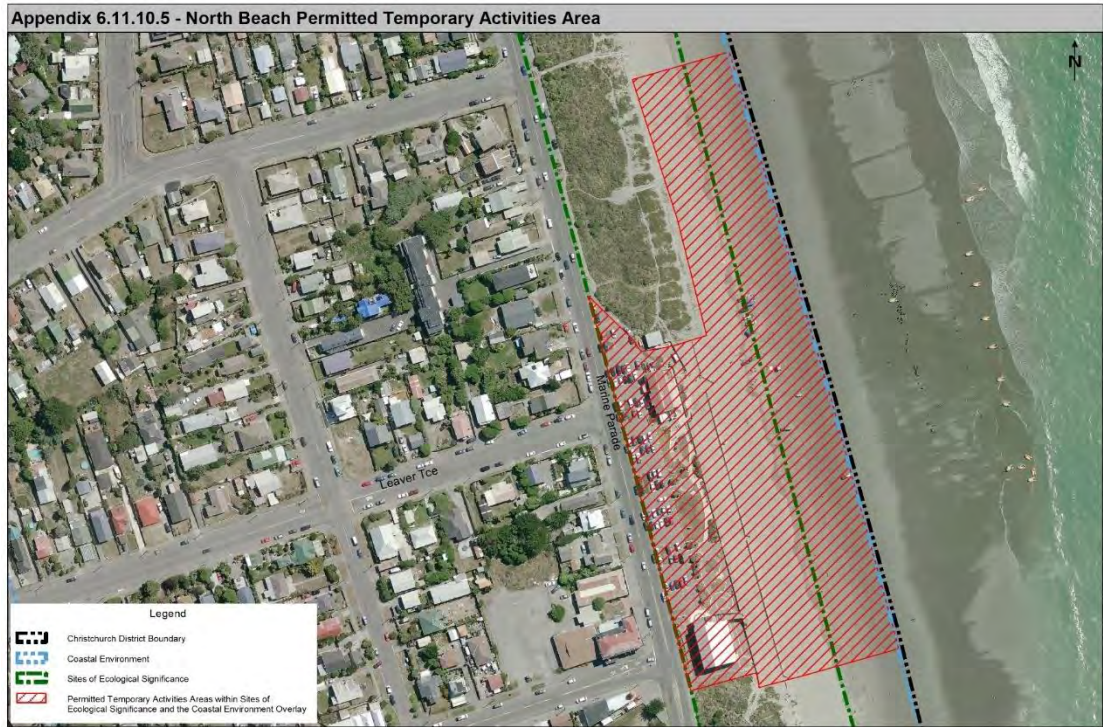 Appendix 6.11.10.5 - North Beach Permitted Temporary Activities Area
N
Marine Parade
Leaver Tce
Legend
Christchurch District Boundary
Coastal Environment
Sites of Ecological Significance
Permitted Temporary Activities Areas within Sites of
Ecological Significance and the Coastal Environment Overlay